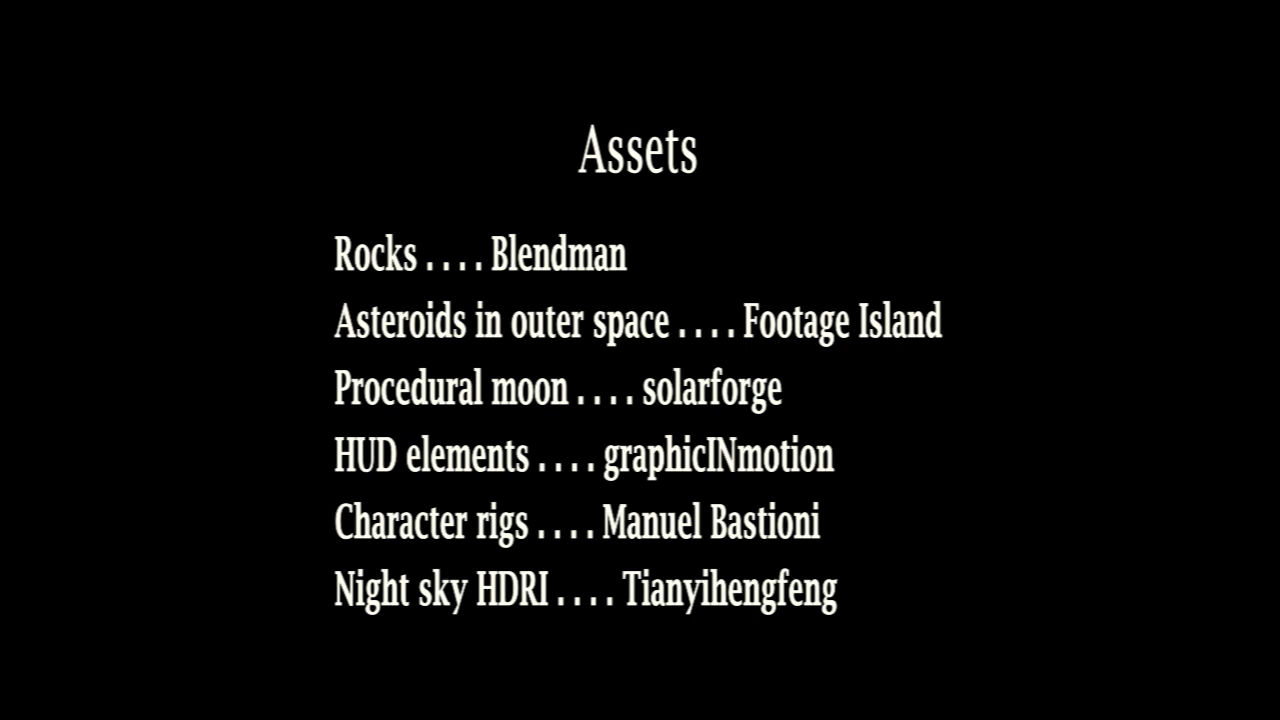 Assets
Rocks . . . . Blendman
Asteroids in outer space . . . . Footage Island
Procedural moon . . . . solarforge
HUD elements . . . . graphicINmotion
Character rigs . . . . Manuel Bastioni
Night sky HDRI . . . . Tianyihengfeng